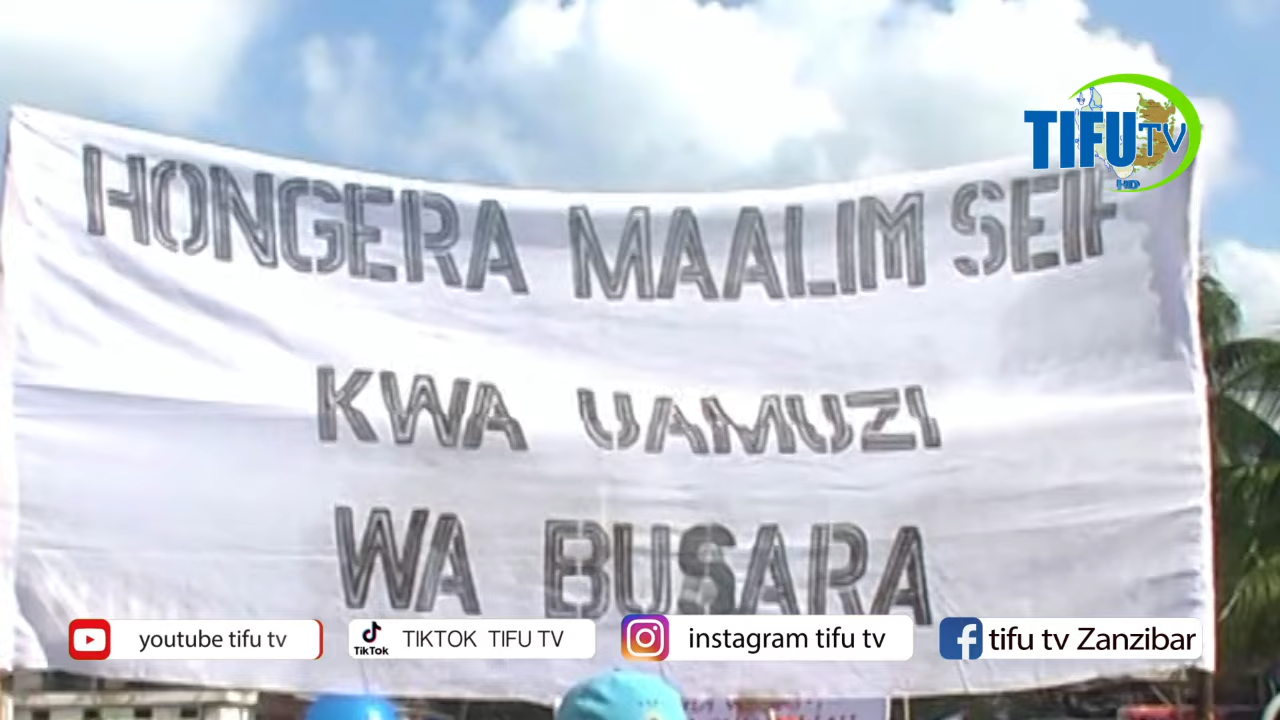 TIFU TV
HD
HONGERA MAALIM SEIF
KWA UAMUZI
WA BUSARA
youtube tifu tv
TikTok
TIKTOK TIFU TV
instagram tifu tv
tifu tv Zanzibar